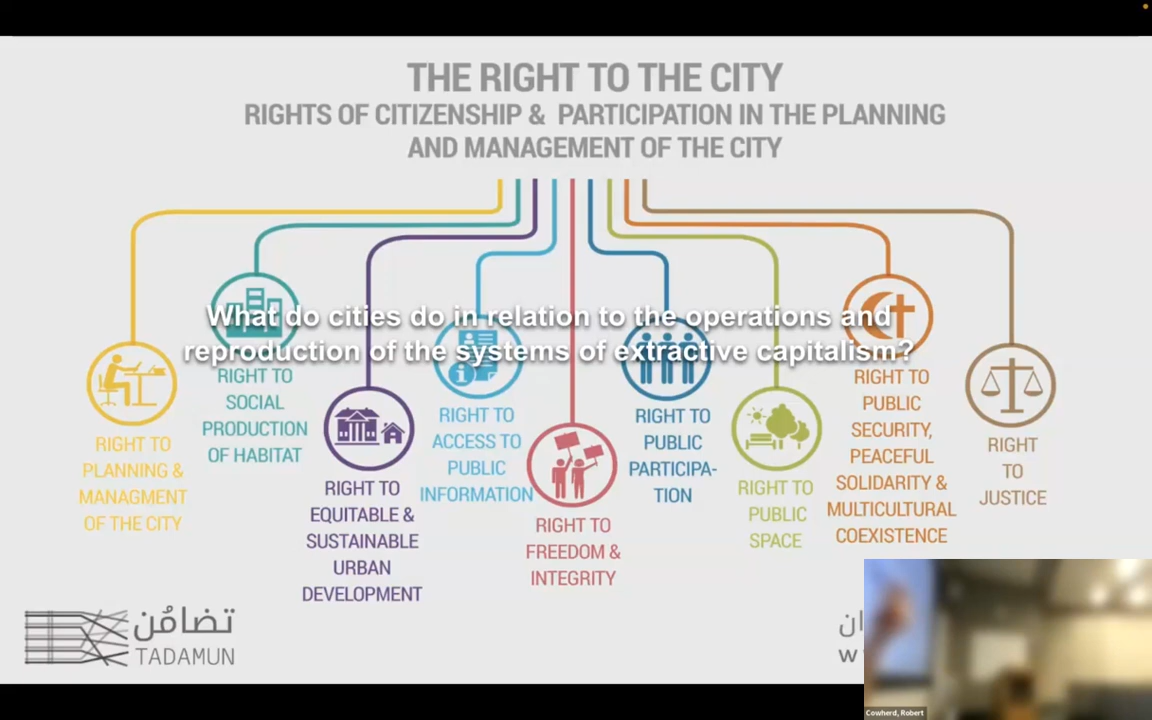 THE RIGHT TO THE CITY
RIGHTS OF CITIZENSHIP & PARTICIPATION IN THE PLANNING
AND MANAGEMENT OF THE CITY
What do cities do in relation to the operations and
reproduction of the systems of extractive capitalism?
RIGHT TO
PLANNING &
MANAGMENT
OF THE CITY
RIGHT TO
SOCIAL
PRODUCTION
OF HABITAT
RIGHT TO
EQUITABLE &
SUSTAINABLE
URBAN
DEVELOPMENT
RIGHT TO
ACCESS TO
PUBLIC
INFORMATION
RIGHT TO
FREEDOM &
INTEGRITY
RIGHT TO
PUBLIC
PARTICIPA-
TION
RIGHT TO
PUBLIC
SPACE
RIGHT TO
PUBLIC
SECURITY,
PEACEFUL
SOLIDARITY &
MULTICULTURAL
COEXISTENCE
RIGHT
TO
JUSTICE
تضامُن
TADAMUN
Cowherd, Robert